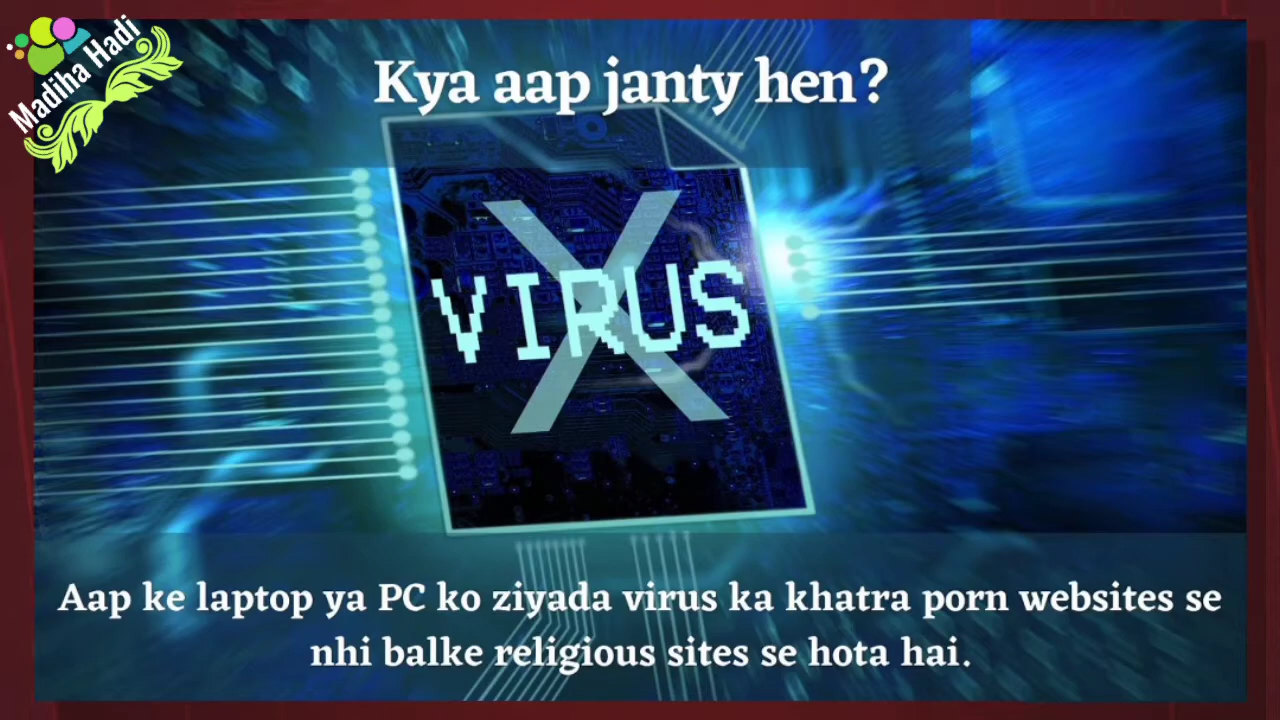 Madiha Hadi
Kya aap janty hen?
VIRUS
X
Aap ke laptop ya PC ko ziyada virus ka khatra porn websites se
nhi balke religious sites se hota hai.